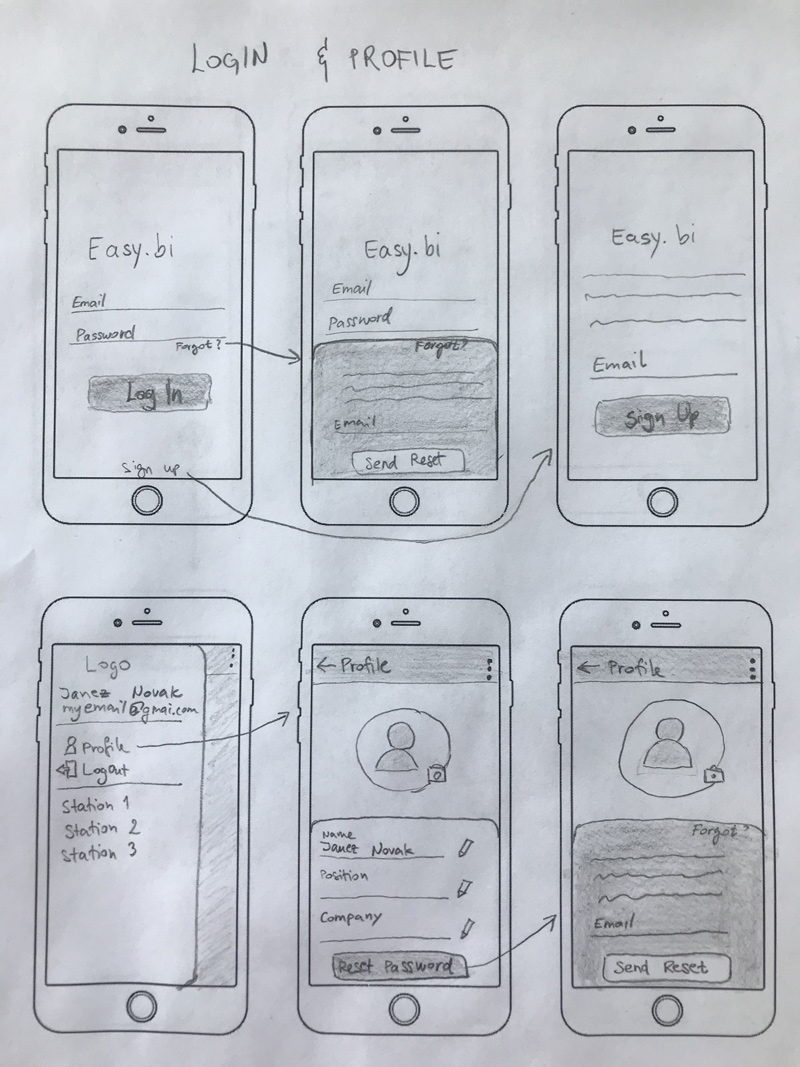 LOGIN & PROFILE
Easy.bi
Email
Password
Forgot?
Log In
Sign up
Easy.bi
Email
Password
Forgot?
Email
Send Reset
Easy.bi
Email
Sign Up
Logo
Janez Novak
myemail@gmai.com
Profile
Logout
Station 1
Station 2
Station 3
← Profile
Name
Janez Novak
Position
Company
Reset Password
← Profile
Forgot?
Email
Send Reset